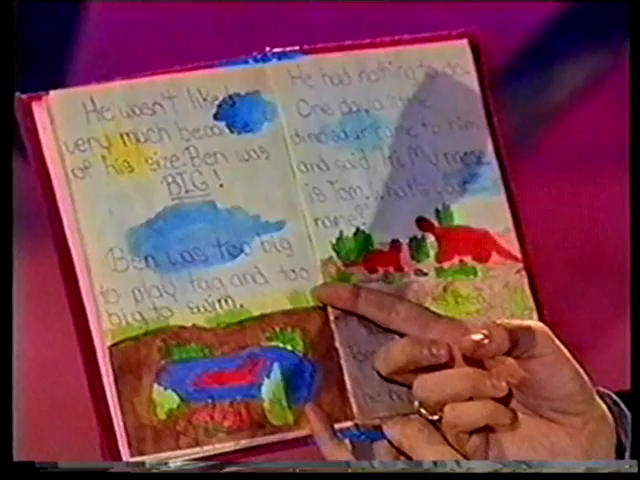 He wasn't liked
very much because
of his size. Ben was
BIG!
Ben was too big
to play tag and too
big to swim.
He had nothing to do.
One day a little
dinosaur came to him
and said Hi. My name
is Tom. What's your
name?
Ben